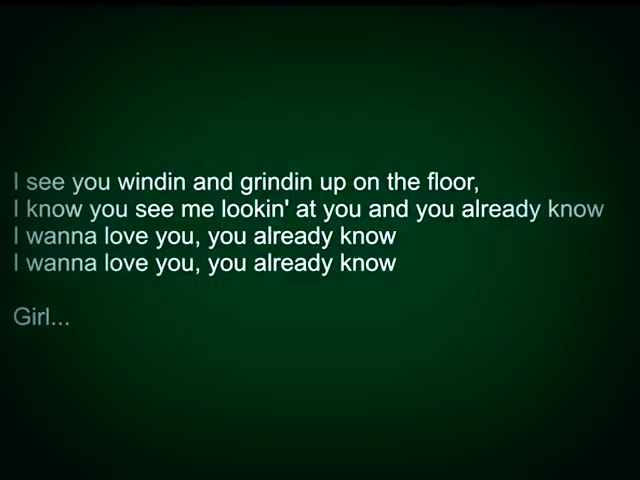 I see you windin and grindin up on the floor,
I know you see me lookin' at you and you already know
I wanna love you, you already know
I wanna love you, you already know
Girl...